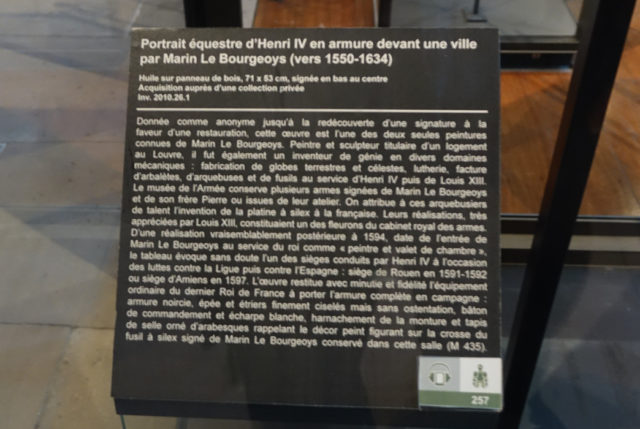 Portrait équestre d'Henri IV en armure devant une ville
par Marin Le Bourgeoys (vers 1550-1634)
Huile sur panneau de bois, 71 x 53 cm, signée en bas au centre
Acquisition auprès d'une collection privée
Inv. 2010.26.1
Donnée comme anonyme jusqu'à la redécouverte d'une signature à la
faveur d'une restauration, cette œuvre est l'une des deux seules peintures
connues de Marin Le Bourgeoys. Peintre et sculpteur titulaire d'un logement
au Louvre, il fut également un inventeur de génie en divers domaines
mécaniques : fabrication de globes terrestres et célestes, lutherie, facture
d'arbalètes, d'arquebuses et de fusils au service d'Henri IV puis de Louis XIII.
Le musée de l'Armée conserve plusieurs armes signées de Marin Le Bourgeoys
et de son frère Pierre ou issues de leur atelier. On attribue à ces arquebusiers
de talent l'invention de la platine à silex à la française. Leurs réalisations, très
appréciées par Louis XIII, constituaient un des fleurons du cabinet royal des armes.
D'une réalisation vraisemblablement postérieure à 1594, date de l'entrée de
Marin Le Bourgeoys au service du roi comme « peintre et valet de chambre »,
le tableau évoque sans doute l'un des sièges conduits par Henri IV à l'occasion
des luttes contre la Ligue puis contre l'Espagne : siège de Rouen en 1591-1592
ou siège d'Amiens en 1597. L'œuvre restitue avec minutie et fidélité l'équipement
ordinaire du dernier Roi de France à porter l'armure complète en campagne :
armure noircie, épée et étriers finement ciselés mais sans ostentation, bâton
de commandement et écharpe blanche, harnachement de la monture et tapis
de selle orné d'arabesques rappelant le décor peint figurant sur la crosse du
fusil à silex signé de Marin Le Bourgeoys conservé dans cette salle (M 435).
257